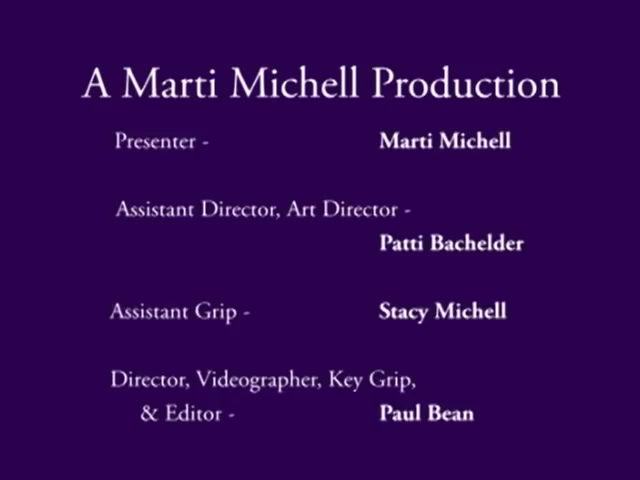 A Marti Michell Production
Presenter - Marti Michell
Assistant Director, Art Director -
Patti Bachelder
Assistant Grip - Stacy Michell
Director, Videographer, Key Grip,
& Editor - Paul Bean